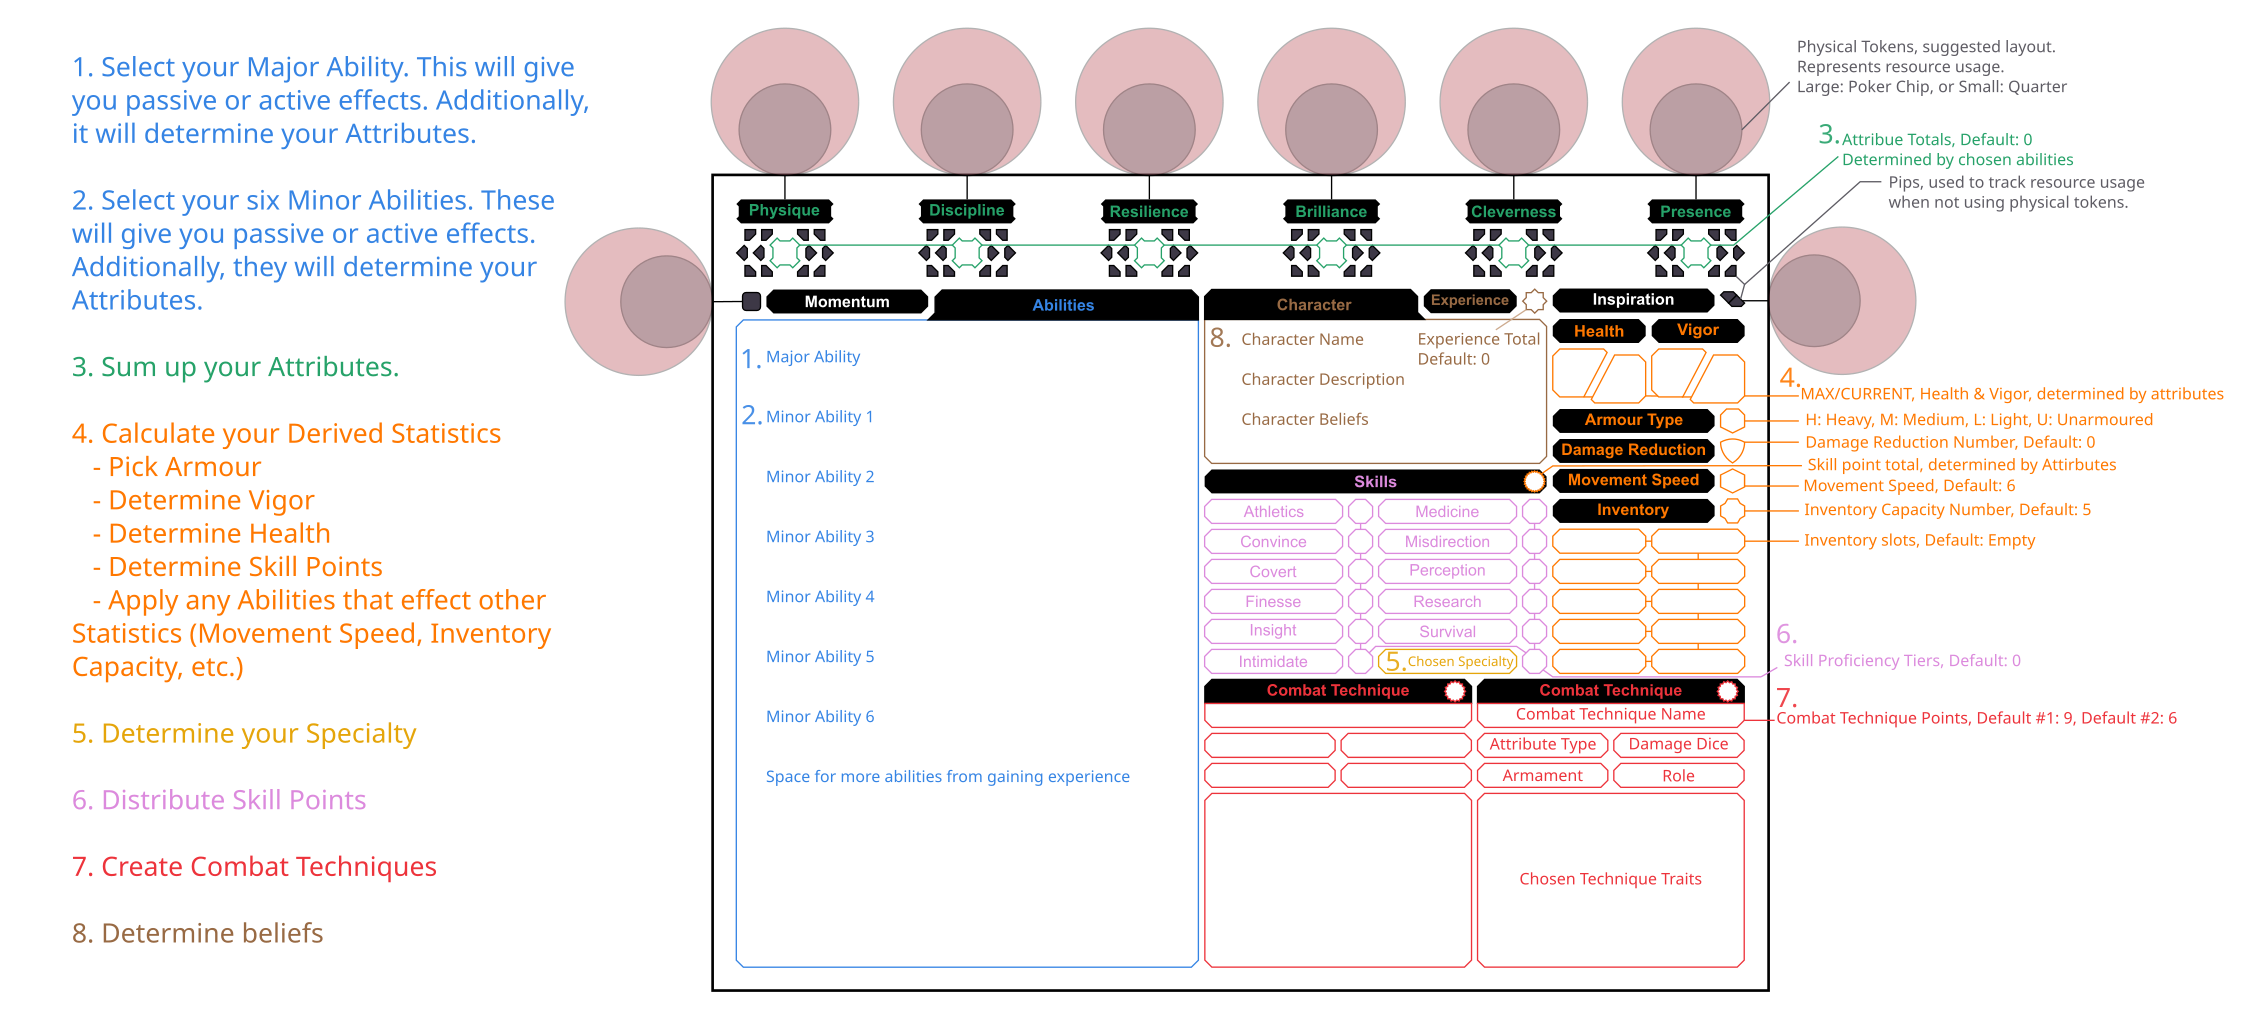 1. Select your Major Ability. This will give
you passive or active effects. Additionally,
it will determine your Attributes.
2. Select your six Minor Abilities. These
will give you passive or active effects.
Additionally, they will determine your
Attributes.
3. Sum up your Attributes.
4. Calculate your Derived Statistics
- Pick Armour
- Determine Vigor
- Determine Health
- Determine Skill Points
- Apply any Abilities that effect other
Statistics (Movement Speed, Inventory
Capacity, etc.)
5. Determine your Specialty
6. Distribute Skill Points
7. Create Combat Techniques
8. Determine beliefs
Physique
Discipline
Resilience
Brilliance
Cleverness
Presence
Momentum
Abilities
1. Major Ability
2. Minor Ability 1
Minor Ability 2
Minor Ability 3
Minor Ability 4
Minor Ability 5
Minor Ability 6
Space for more abilities from gaining experience
Character
Experience
8. Character Name
Character Description
Character Beliefs
Experience Total
Default: 0
Skills
Athletics
Medicine
Convince
Misdirection
Covert
Perception
Finesse
Research
Insight
Survival
Intimidate
5. Chosen Specialty
Inspiration
Health
Vigor
Armour Type
Damage Reduction
Movement Speed
Inventory
Combat Technique
Combat Technique
Combat Technique Name
Attribute Type
Damage Dice
Armament
Role
Chosen Technique Traits
Physical Tokens, suggested layout.
Represents resource usage.
Large: Poker Chip, or Small: Quarter
3. Attribue Totals, Default: 0
Determined by chosen abilities
Pips, used to track resource usage
when not using physical tokens.
4.
MAX/CURRENT, Health & Vigor, determined by attributes
H: Heavy, M: Medium, L: Light, U: Unarmoured
Damage Reduction Number, Default: 0
Skill point total, determined by Attirbutes
Movement Speed, Default: 6
Inventory Capacity Number, Default: 5
Inventory slots, Default: Empty
6.
Skill Proficiency Tiers, Default: 0
7.
Combat Technique Points, Default #1: 9, Default #2: 6